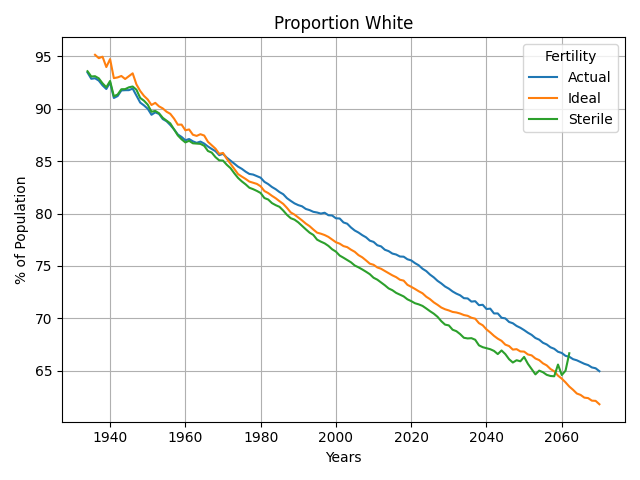 Proportion White
Fertility
Actual
Ideal
Sterile
% of Population
95
90
85
80
75
70
65
1940 1960 1980 2000 2020 2040 2060
Years